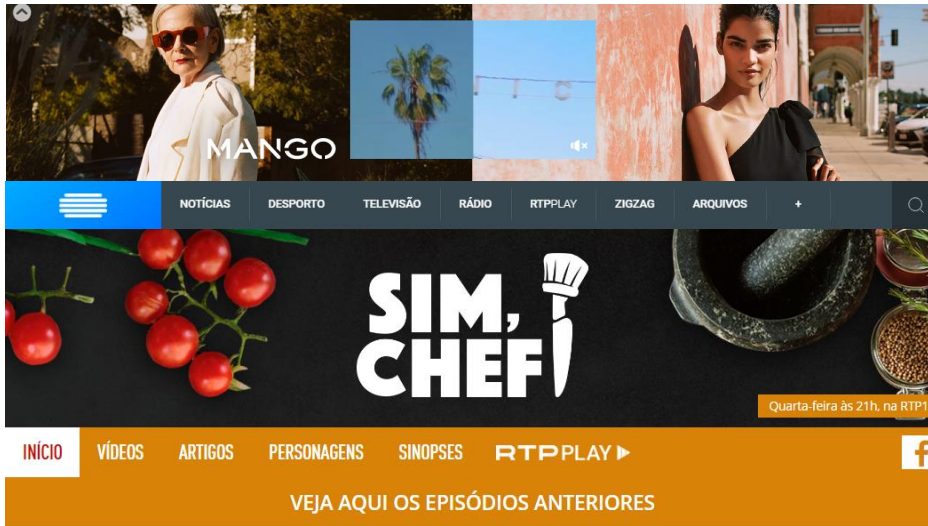 MANGO
NOTÍCIAS DESPORTO TELEVISÃO RÁDIO RTPPLAY ZIGZAG ARQUIVOS +
SIM,
CHEF
Quarta-feira às 21h, na RTP1
INÍCIO VÍDEOS ARTIGOS PERSONAGENS SINOPSES RTPPLAY
f
VEJA AQUI OS EPISÓDIOS ANTERIORES